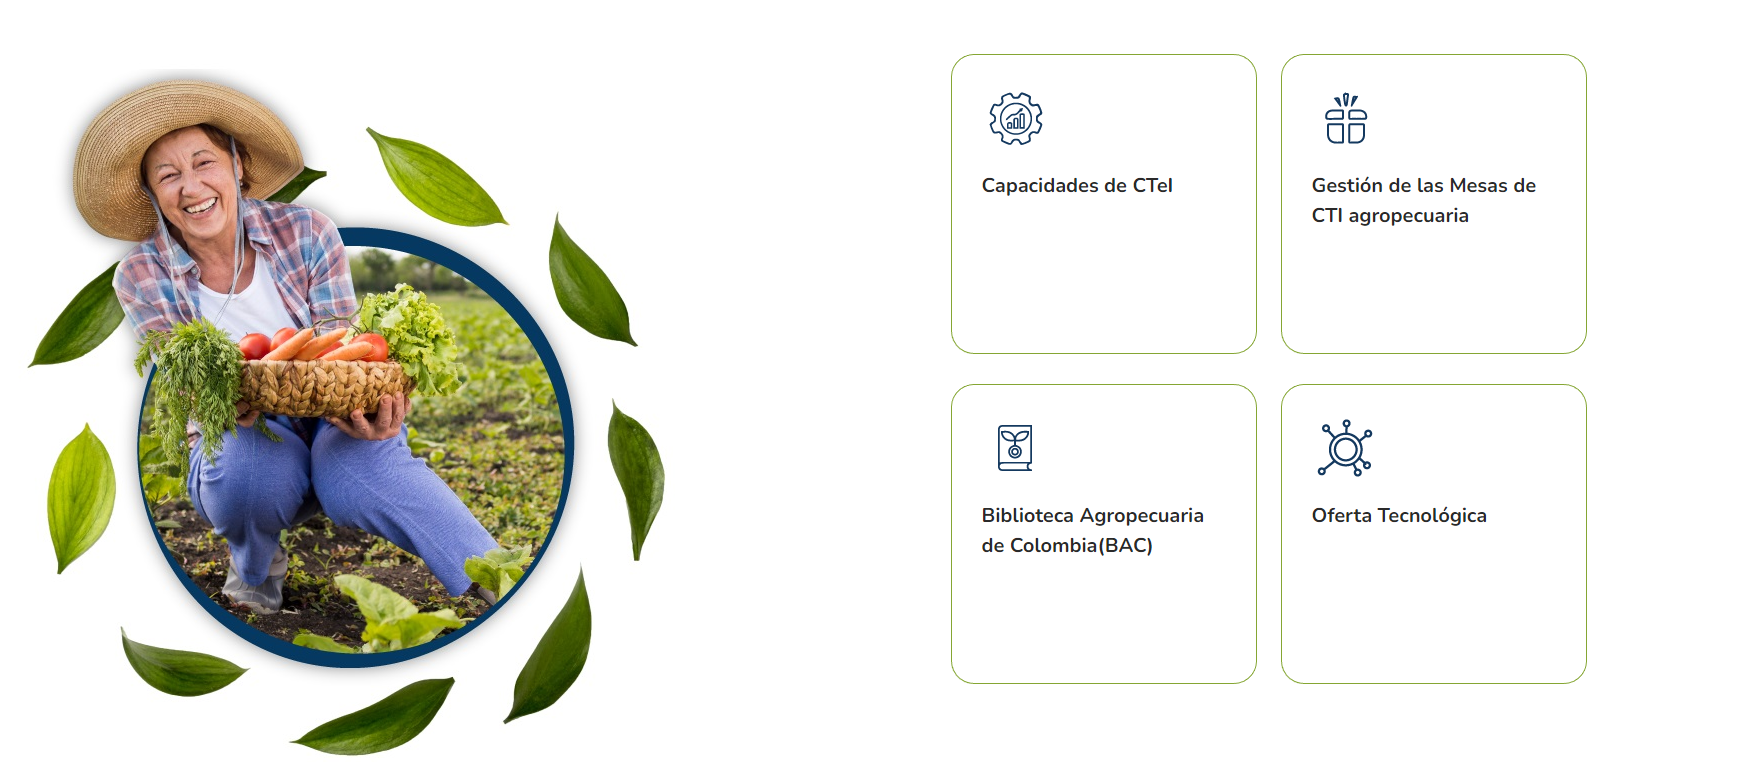 Capacidades de CTeI
Gestión de las Mesas de
CTI agropecuaria
Biblioteca Agropecuaria
de Colombia(BAC)
Oferta Tecnológica